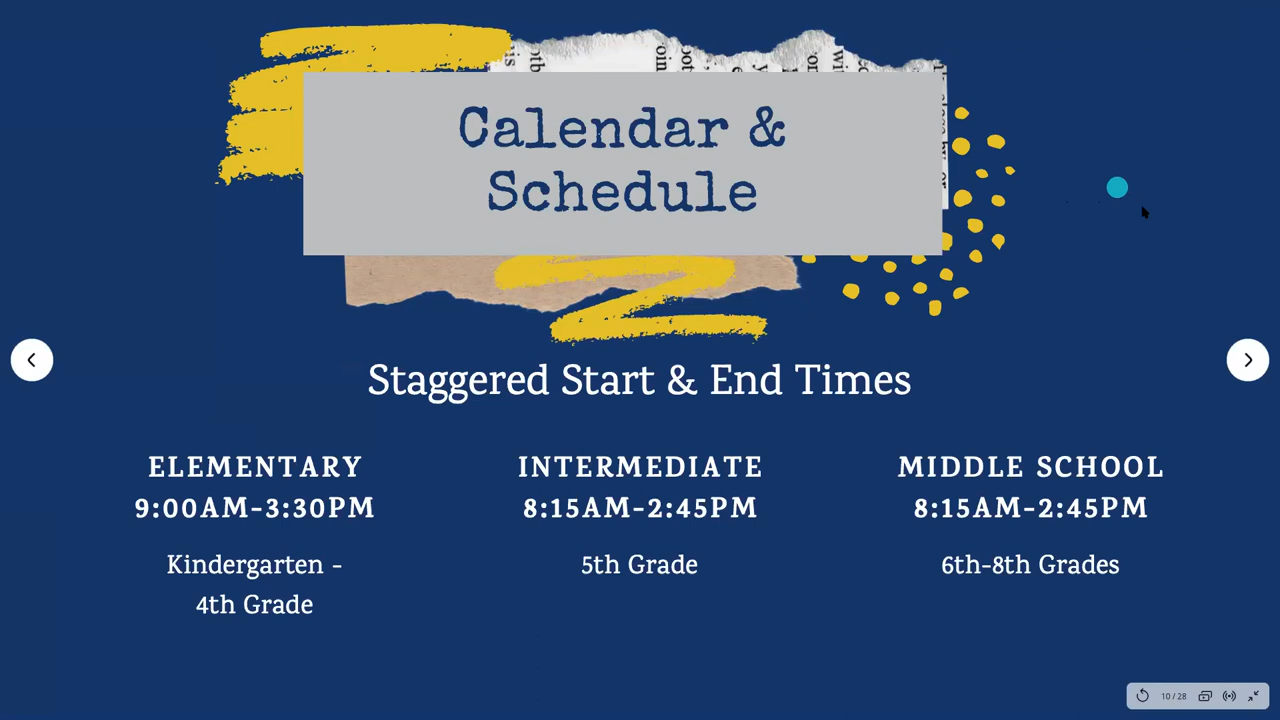 Calendar &
Schedule
Staggered Start & End Times
ELEMENTARY
9:00AM-3:30PM
Kindergarten -
4th Grade
INTERMEDIATE
8:15AM-2:45PM
5th Grade
MIDDLE SCHOOL
8:15AM-2:45PM
6th-8th Grades
10 / 28